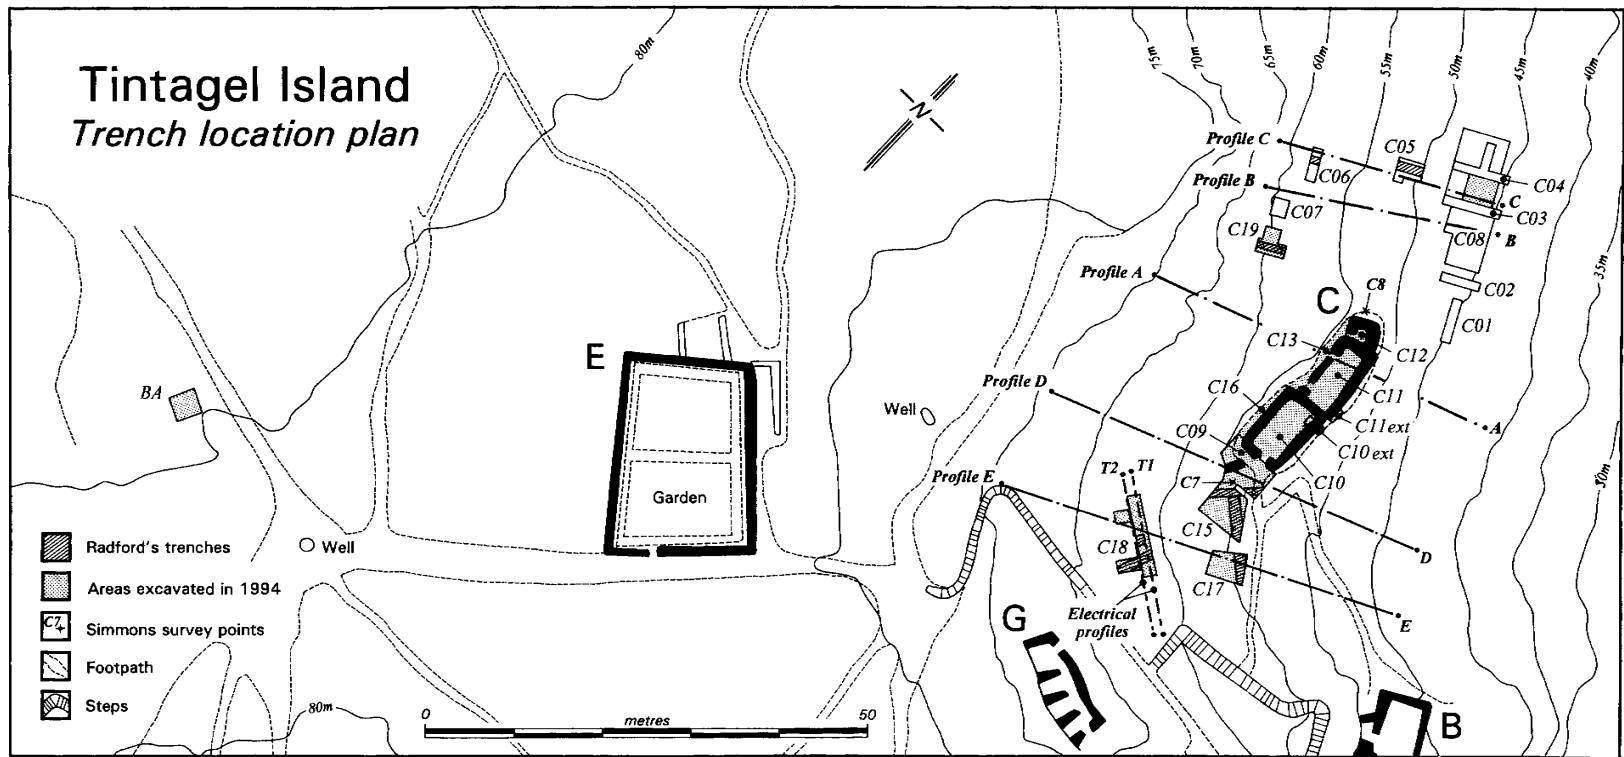 Tintagel Island
Trench location plan
80m
N
75m
70m
65m
60m
55m
50m
45m
40m
35m
30m
Profile C
C06
C05
C04
C
C03
Profile B
C07
C19
C08
B
Profile A
C02
C01
C8
C
C13
C12
C11
C16
C11ext
A
C10 ext
C09
C10
C7
C15
C17
C18
D
E
Profile D
Well
Profile E
T2
T1
Electrical
profiles
E
Garden
BA
G
B
Radford's trenches
Well
Areas excavated in 1994
C7
Simmons survey points
Footpath
Steps
80m
0
metres
50